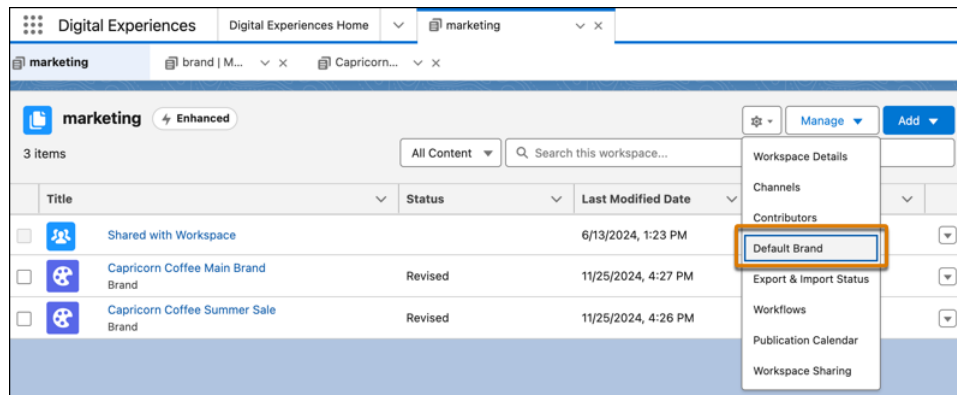 Digital Experiences
Digital Experiences Home
marketing
marketing
brand | M...
Capricorn...
marketing
Enhanced
Manage
Add
3 items
All Content
Search this workspace...
Workspace Details
Channels
Contributors
Default Brand
Export & Import Status
Workflows
Publication Calendar
Workspace Sharing
Title
Status
Last Modified Date
Shared with Workspace
6/13/2024, 1:23 PM
Capricorn Coffee Main Brand
Brand
Revised
11/25/2024, 4:27 PM
Capricorn Coffee Summer Sale
Brand
Revised
11/25/2024, 4:26 PM